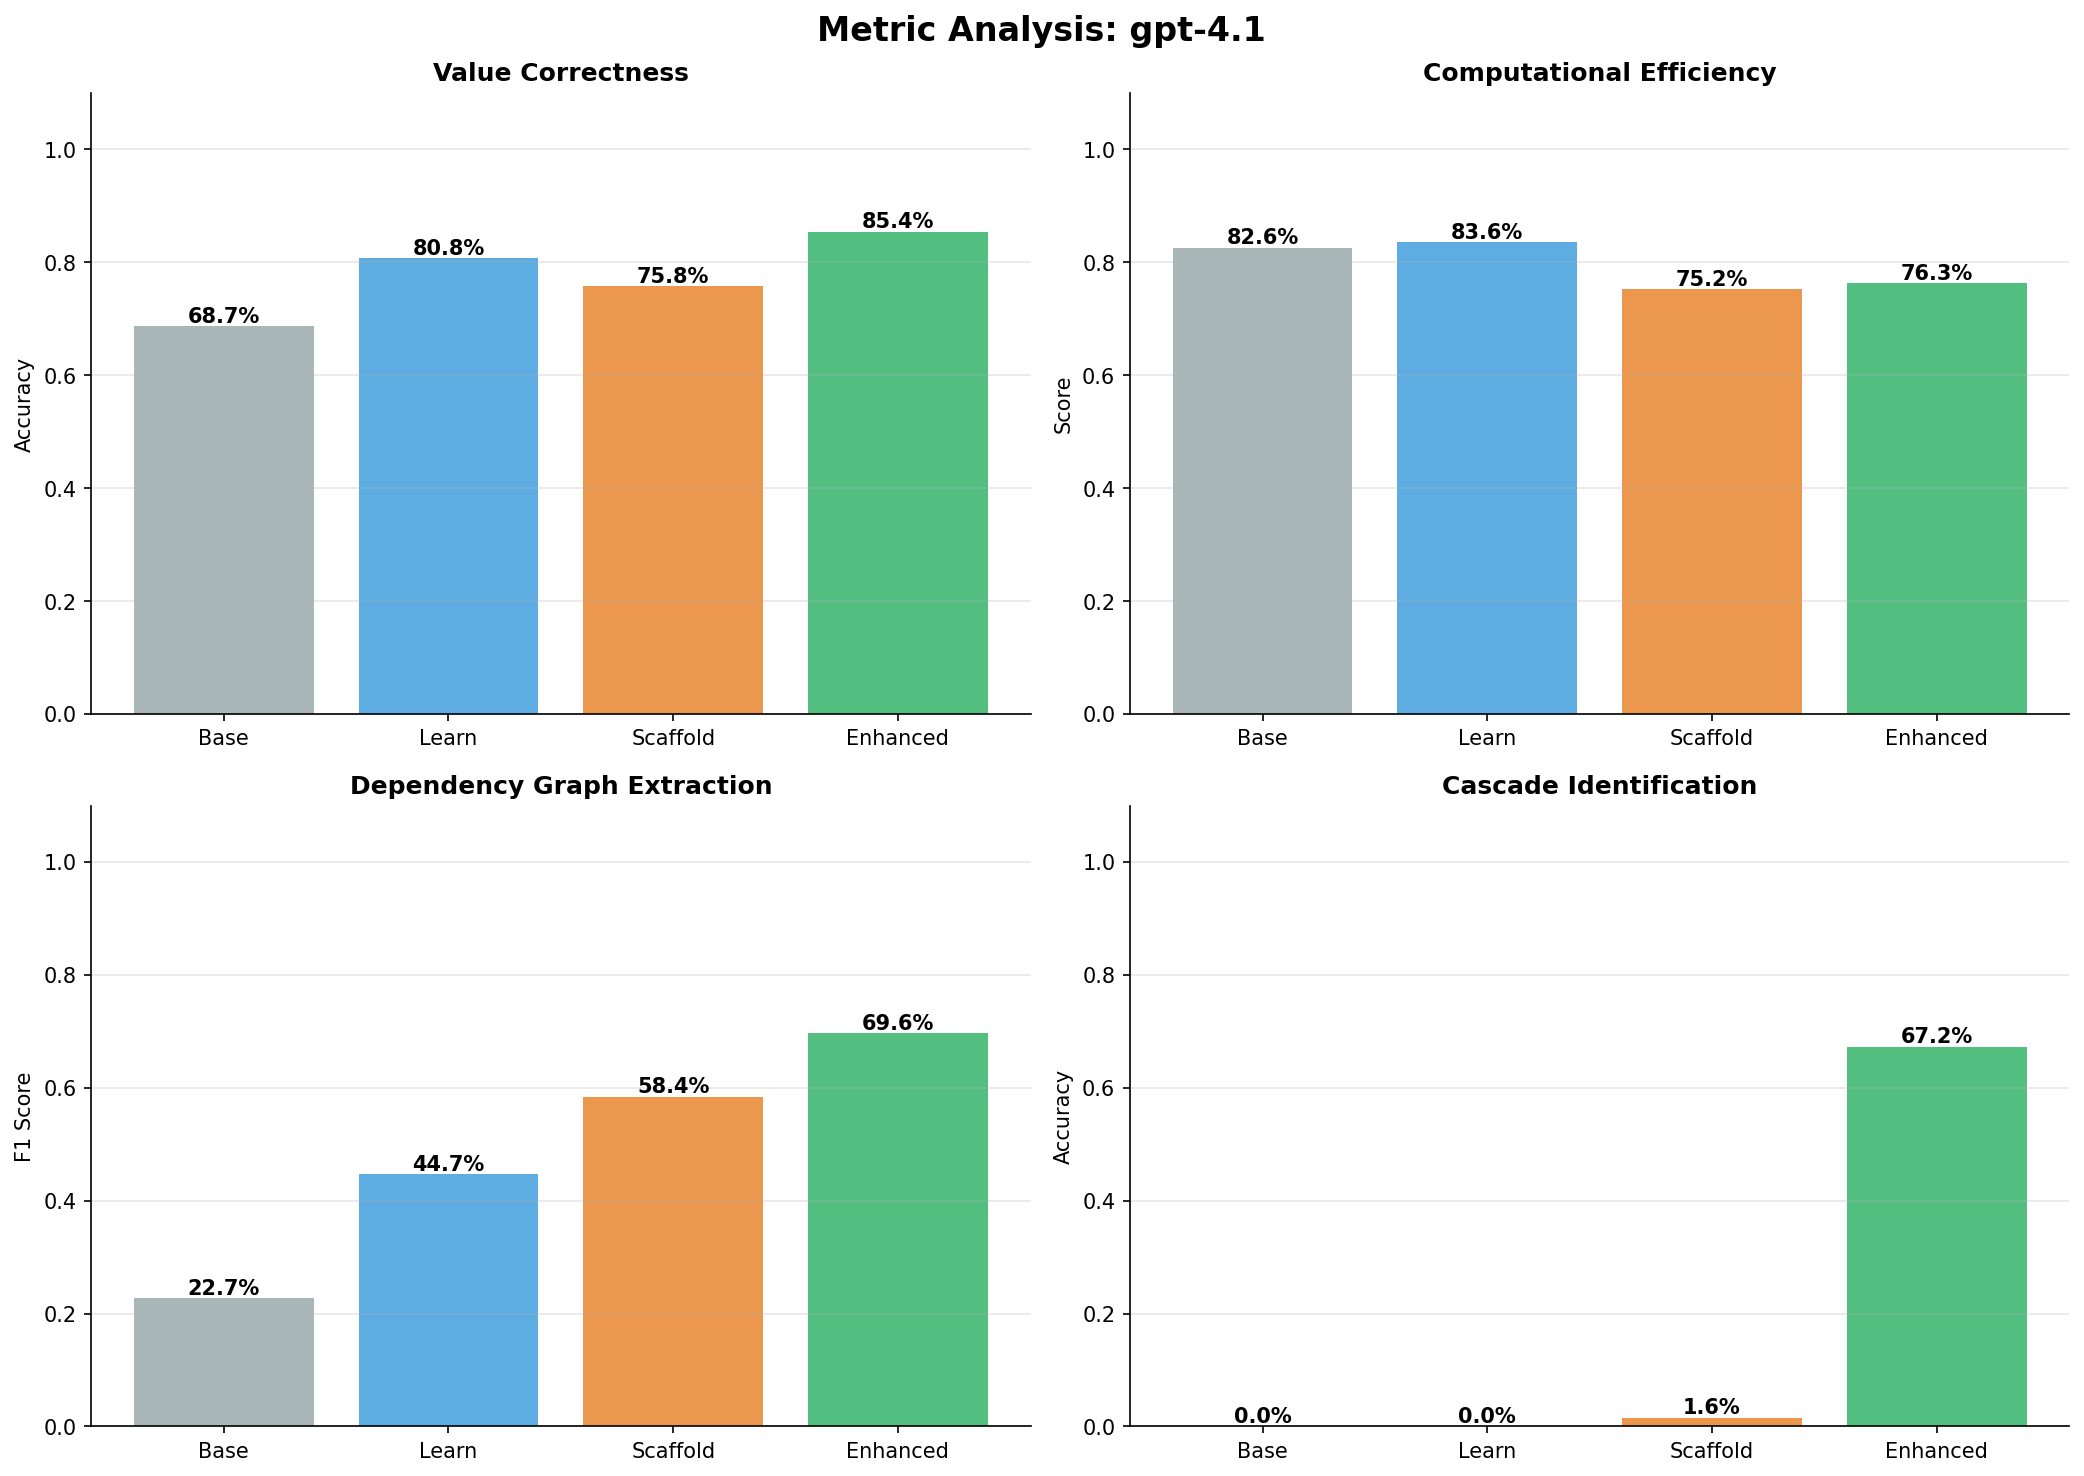 Metric Analysis: gpt-4.1
Value Correctness
Accuracy
1.0
0.8
0.6
0.4
0.2
0.0
68.7%
80.8%
75.8%
85.4%
Base
Learn
Scaffold
Enhanced
Computational Efficiency
Score
1.0
0.8
0.6
0.4
0.2
0.0
82.6%
83.6%
75.2%
76.3%
Base
Learn
Scaffold
Enhanced
Dependency Graph Extraction
F1 Score
1.0
0.8
0.6
0.4
0.2
0.0
22.7%
44.7%
58.4%
69.6%
Base
Learn
Scaffold
Enhanced
Cascade Identification
Accuracy
1.0
0.8
0.6
0.4
0.2
0.0
0.0%
0.0%
1.6%
67.2%
Base
Learn
Scaffold
Enhanced